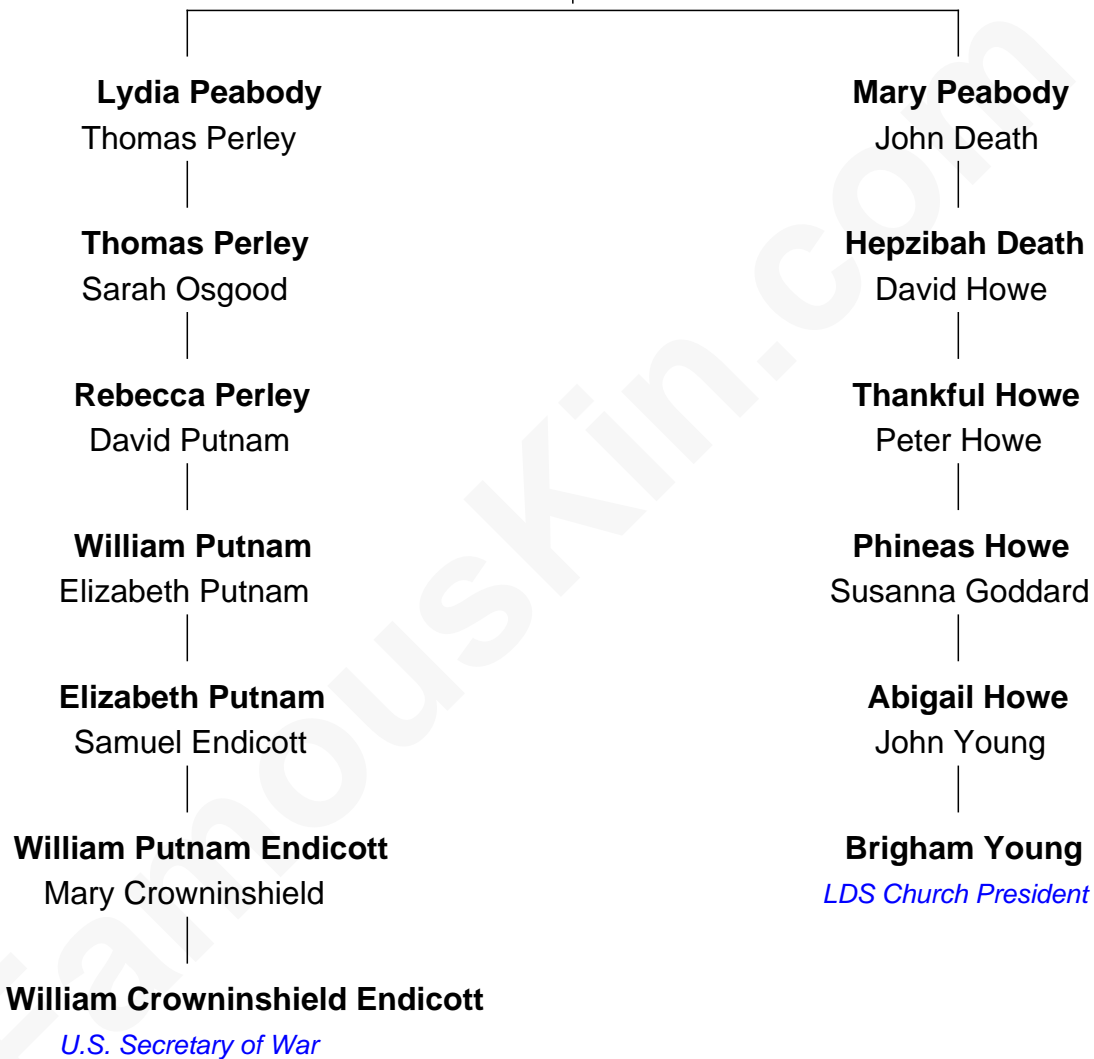 Lydia Peabody
Thomas Perley
Thomas Perley
Sarah Osgood
Rebecca Perley
David Putnam
William Putnam
Elizabeth Putnam
Elizabeth Putnam
Samuel Endicott
William Putnam Endicott
Mary Crowninshield
William Crowninshield Endicott
U.S. Secretary of War
Mary Peabody
John Death
Hepzibah Death
David Howe
Thankful Howe
Peter Howe
Phineas Howe
Susanna Goddard
Abigail Howe
John Young
Brigham Young
LDS Church President
FamousKin.com